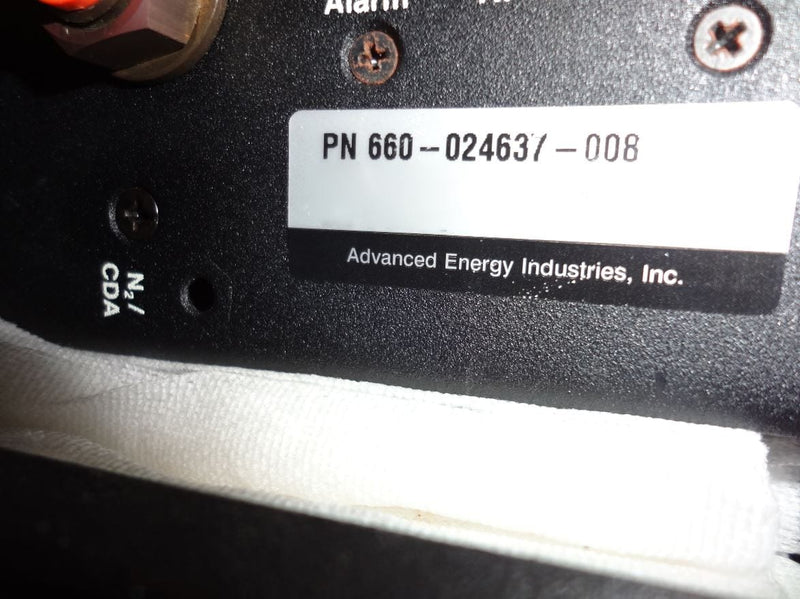 Alarm
PN 660-024637-008
Advanced Energy Industries, Inc.
N₂/
CDA